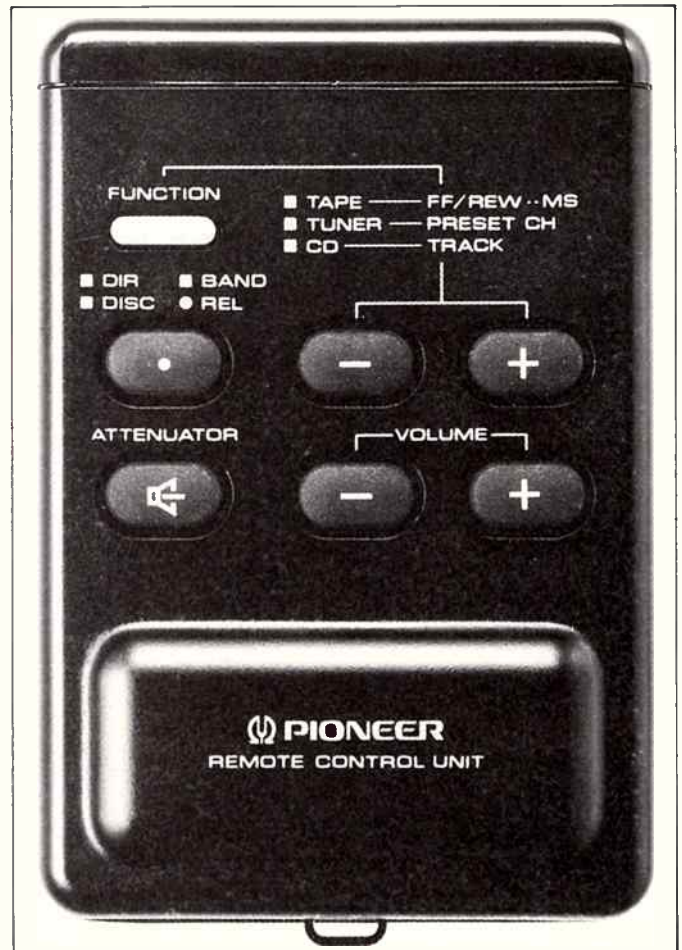 FUNCTION
■ TAPE — FF/REW ·· MS
■ TUNER — PRESET CH
■ CD — TRACK
■ DIR ■ BAND
■ DISC ● REL
− +
ATTENUATOR
VOLUME
− +
PIONEER
REMOTE CONTROL UNIT